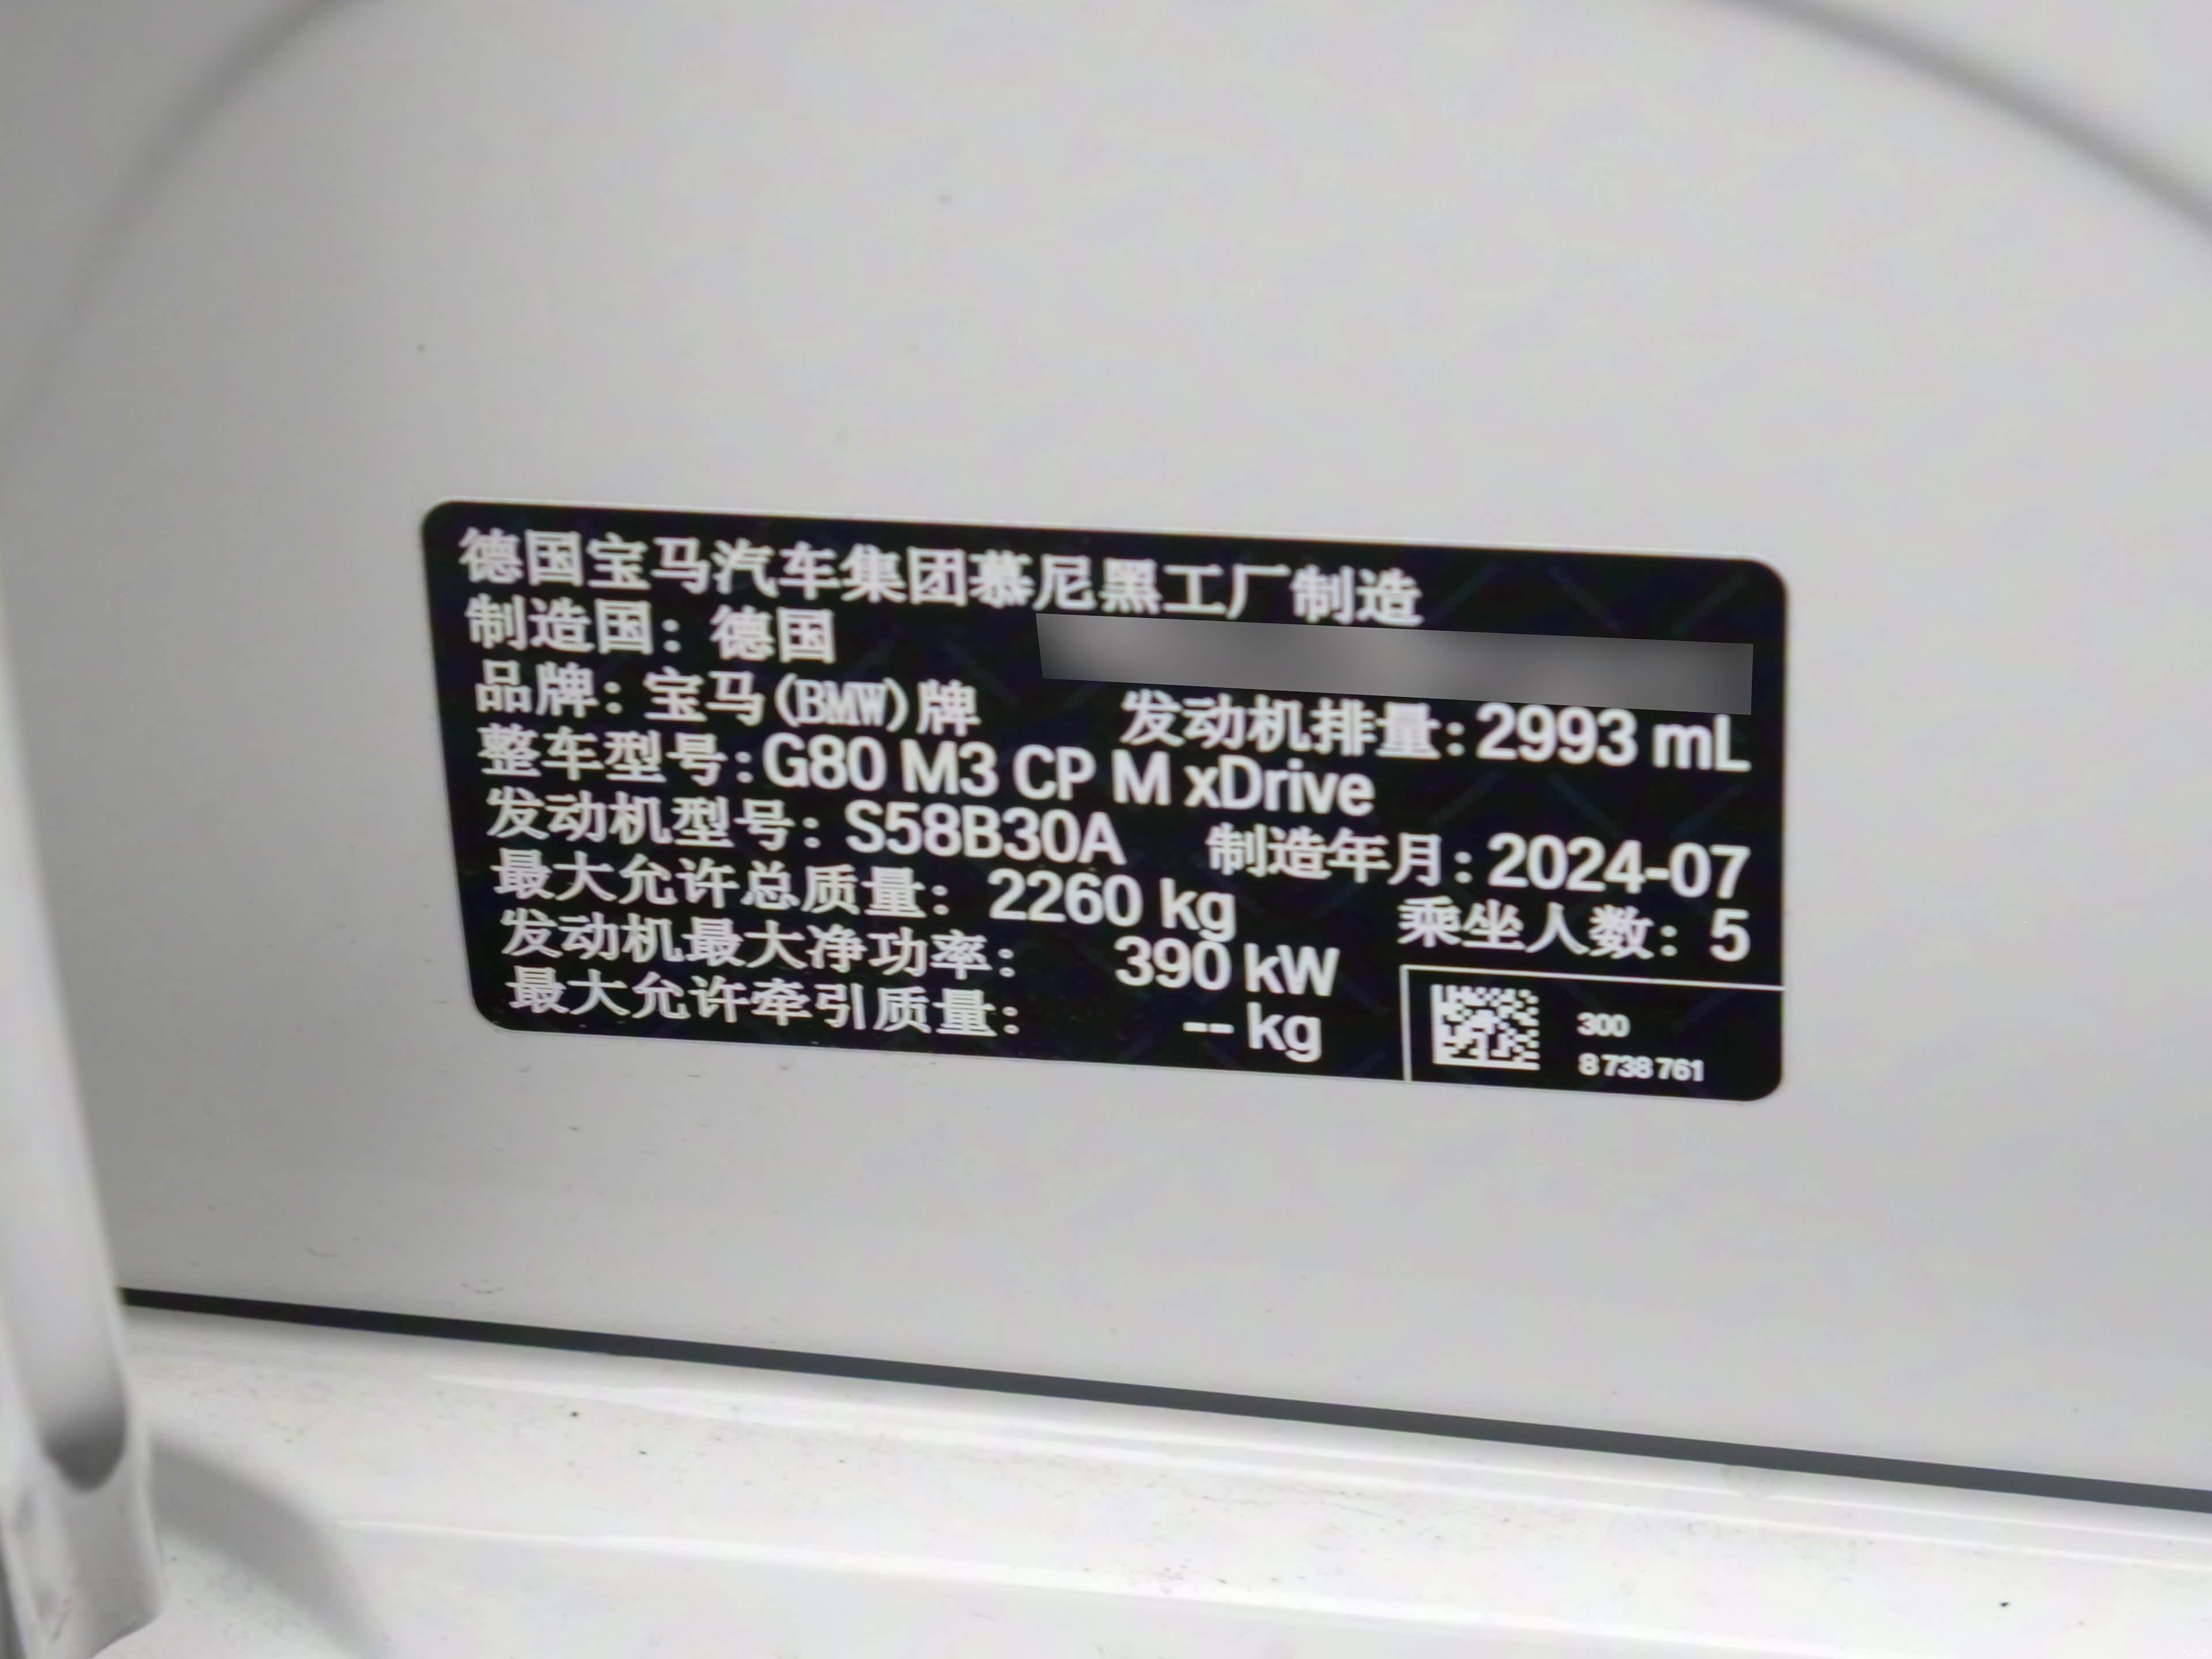 德国宝马汽车集团慕尼黑工厂制造
制造国：德国
品牌：宝马(BMW)牌 发动机排量：2993 mL
整车型号：G80 M3 CP M xDrive
发动机型号：S58B30A 制造年月：2024-07
最大允许总质量：2260 kg 乘坐人数：5
发动机最大净功率：390 kW
最大允许牵引质量：-- kg
300
8 738 761